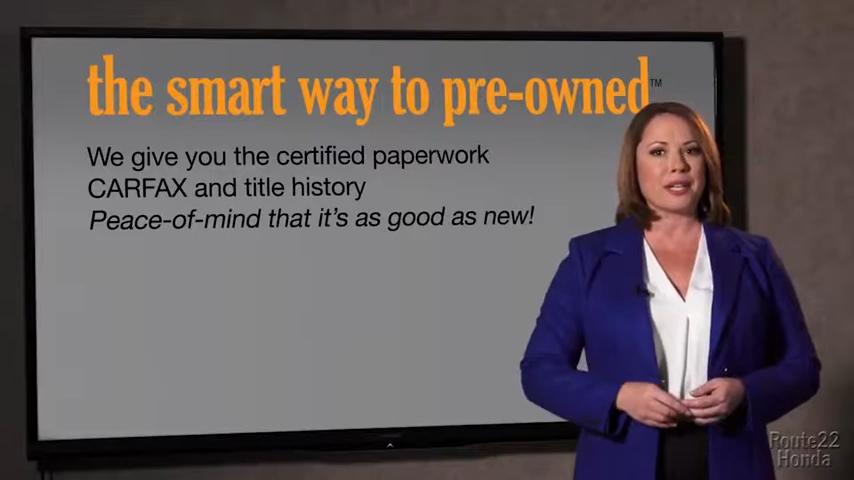 the smart way to pre-owned™
We give you the certified paperwork
CARFAX and title history
Peace-of-mind that it's as good as new!
Route22
Honda